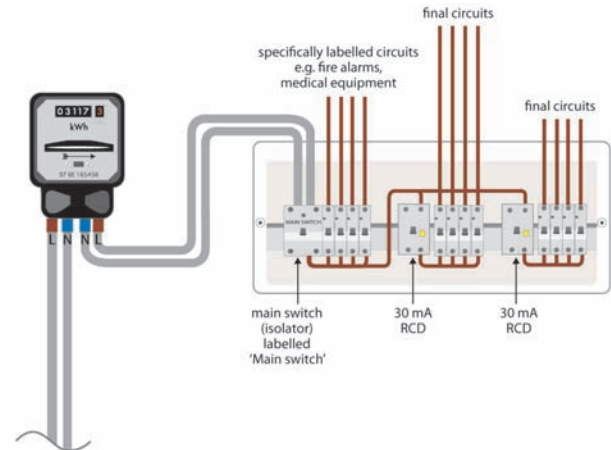 final circuits
specifically labelled circuits
e.g. fire alarms,
medical equipment
final circuits
03117 3
kWh
L N N L
MAIN SWITCH
main switch
(isolator)
labelled
‘Main switch’
30 mA
RCD
30 mA
RCD